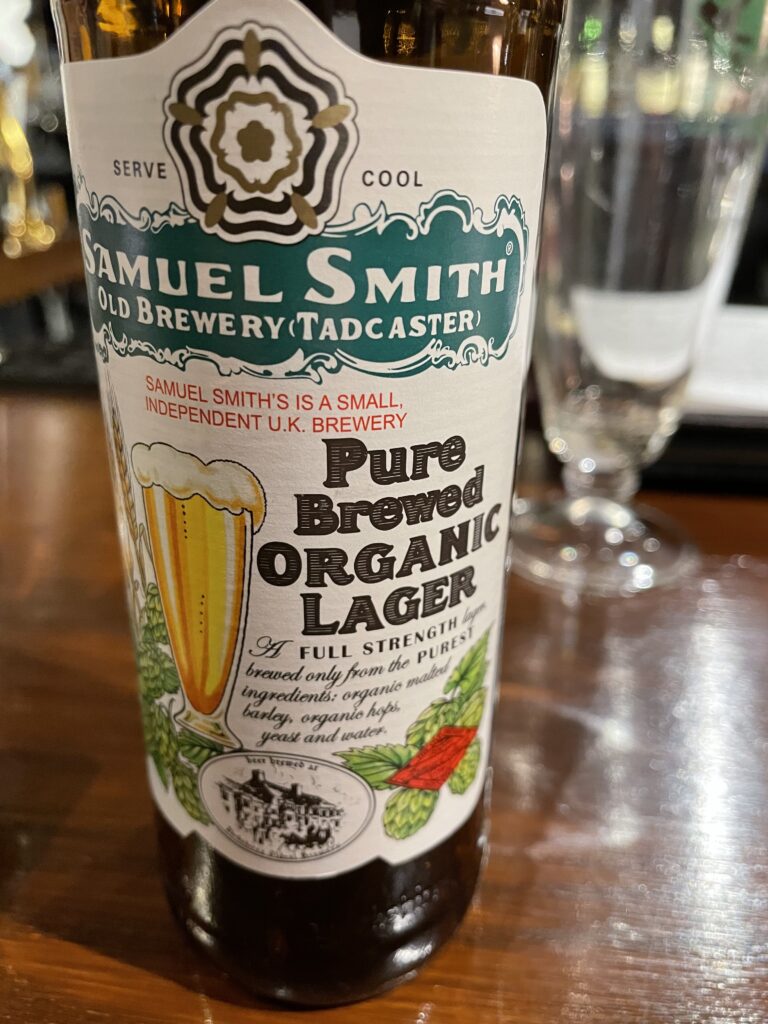 SERVE COOL
SAMUEL SMITH®
OLD BREWERY (TADCASTER)
SAMUEL SMITH'S IS A SMALL,
INDEPENDENT U.K. BREWERY
Pure
Brewed
ORGANIC
LAGER
A FULL STRENGTH lager,
brewed only from the PUREST
ingredients: organic malted
barley, organic hops,
yeast and water.
beer brewed at